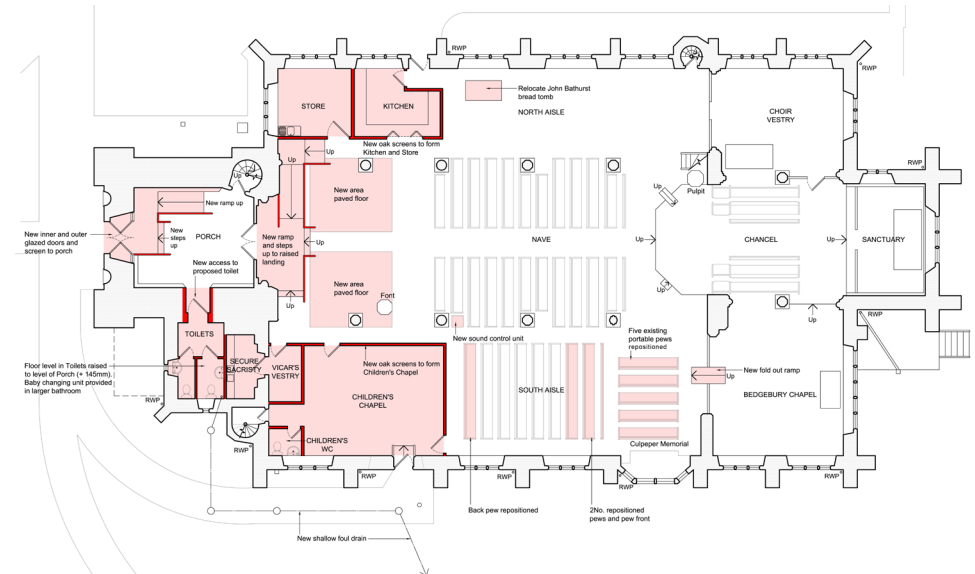 RWP
RWP
STORE
KITCHEN
Relocate John Bathurst
bread tomb
NORTH AISLE
CHOIR
VESTRY
New oak screens to form
Kitchen and Store
Up
Up
RWP
Up
New ramp up
New area
paved floor
Up
Pulpit
New inner and outer
glazed doors and
screen to porch
New
steps
up
PORCH
New ramp
and steps
up to raised
landing
Up
NAVE
Up
CHANCEL
Up
SANCTUARY
New access to
proposed toilet
New area
paved floor
Up
Font
Up
Up
RWP
TOILETS
New sound control unit
Five existing
portable pews
repositioned
Floor level in Toilets raised
to level of Porch (+ 145mm).
Baby changing unit provided
in larger bathroom
SECURE
SACRISTY
VICAR'S
VESTRY
New oak screens to form
Children's Chapel
New fold out ramp
Up
RWP
CHILDREN'S
CHAPEL
SOUTH AISLE
BEDGEBURY CHAPEL
CHILDREN'S
WC
Culpeper Memorial
RWP
RWP
RWP
RWP
Back pew repositioned
2No. repositioned
pews and pew front
New shallow foul drain